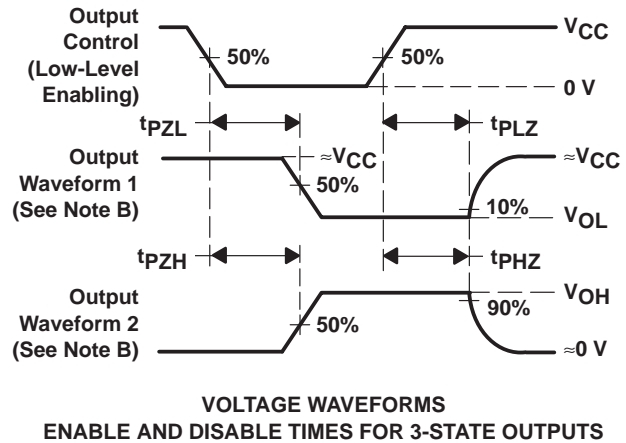 Output
Control
(Low-Level
Enabling)
50%
50%
VCC
0 V
tPZL
tPLZ
Output
Waveform 1
(See Note B)
≈VCC
50%
≈VCC
10%
VOL
tPZH
tPHZ
Output
Waveform 2
(See Note B)
50%
VOH
90%
≈0 V
VOLTAGE WAVEFORMS
ENABLE AND DISABLE TIMES FOR 3-STATE OUTPUTS